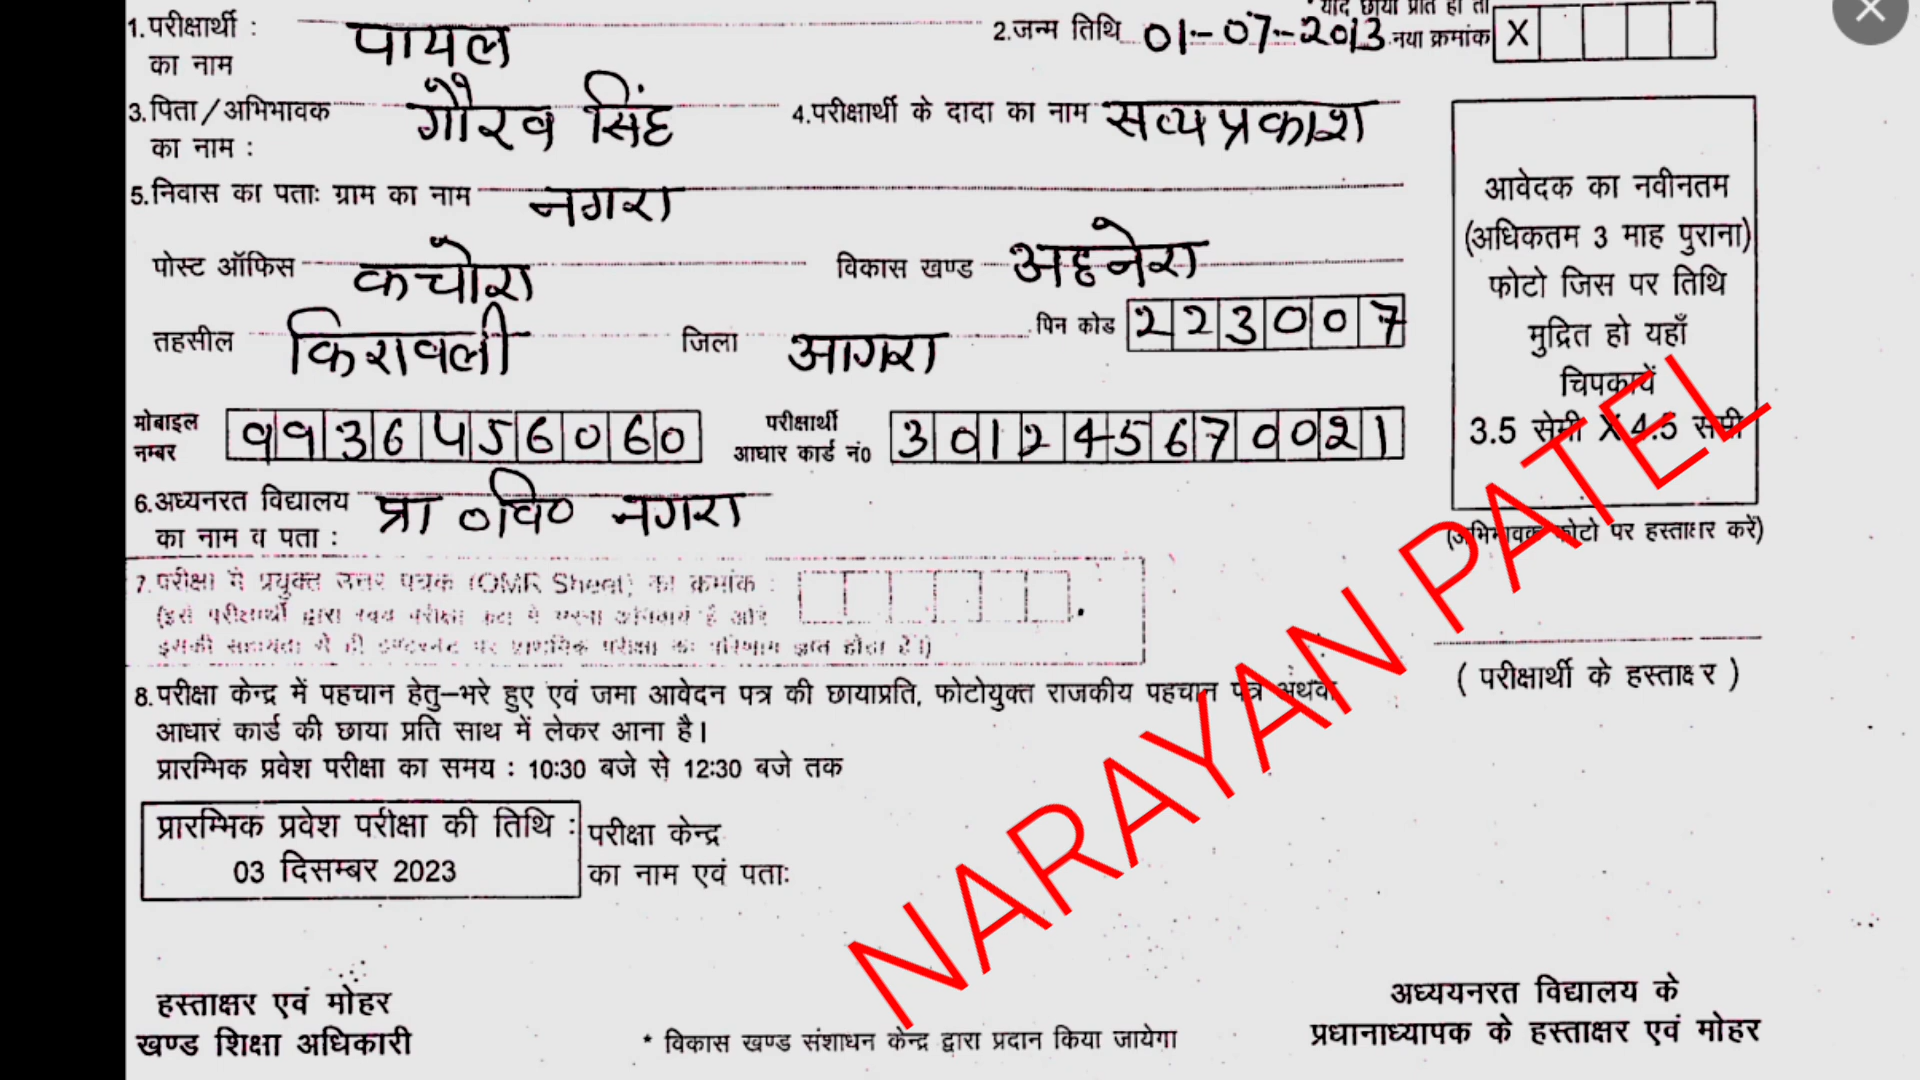 * यदि छाया प्रति हो तो
1.परीक्षार्थी : पायल 2.जन्म तिथि 01-07-2013 नया क्रमांक X
का नाम
3.पिता/अभिभावक गौरव सिंह 4.परीक्षार्थी के दादा का नाम सत्यप्रकाश
का नाम :
5.निवास का पताः ग्राम का नाम नगरा
पोस्ट ऑफिस कचोरा विकास खण्ड अहनेरा
तहसील किरावली जिला आगरा पिन कोड 223007
मोबाइल नम्बर 9936456060 परीक्षार्थी आधार कार्ड नं0 301245670021
6.अध्यनरत विद्यालय प्रा ०वि० नगरा
का नाम व पता :
आवेदक का नवीनतम
(अधिकतम 3 माह पुराना)
फोटो जिस पर तिथि
मुद्रित हो यहाँ
चिपकायें
3.5 सेमी X 4.5 सेमी
(अभिभावक फोटो पर हस्ताक्षर करें)
7.परीक्षा में प्रयुक्त उत्तर पत्रक (OMR Sheet) का क्रमांक :
(इसे परीक्षार्थी द्वारा स्वयं परीक्षा कक्ष में भरना अनिवार्य है और
इसकी सहायता से ही इण्टरनेट पर प्रारम्भिक परीक्षा का परिणाम ज्ञात होता है।)
( परीक्षार्थी के हस्ताक्षर )
8.परीक्षा केन्द्र में पहचान हेतु–भरे हुए एवं जमा आवेदन पत्र की छायाप्रति, फोटोयुक्त राजकीय पहचान पत्र अथवा
आधार कार्ड की छाया प्रति साथ में लेकर आना है।
प्रारम्भिक प्रवेश परीक्षा का समय : 10:30 बजे से 12:30 बजे तक
प्रारम्भिक प्रवेश परीक्षा की तिथि :
03 दिसम्बर 2023
परीक्षा केन्द्र
का नाम एवं पताः
NARAYAN PATEL
हस्ताक्षर एवं मोहर
खण्ड शिक्षा अधिकारी
* विकास खण्ड संशाधन केन्द्र द्वारा प्रदान किया जायेगा
अध्ययनरत विद्यालय के
प्रधानाध्यापक के हस्ताक्षर एवं मोहर